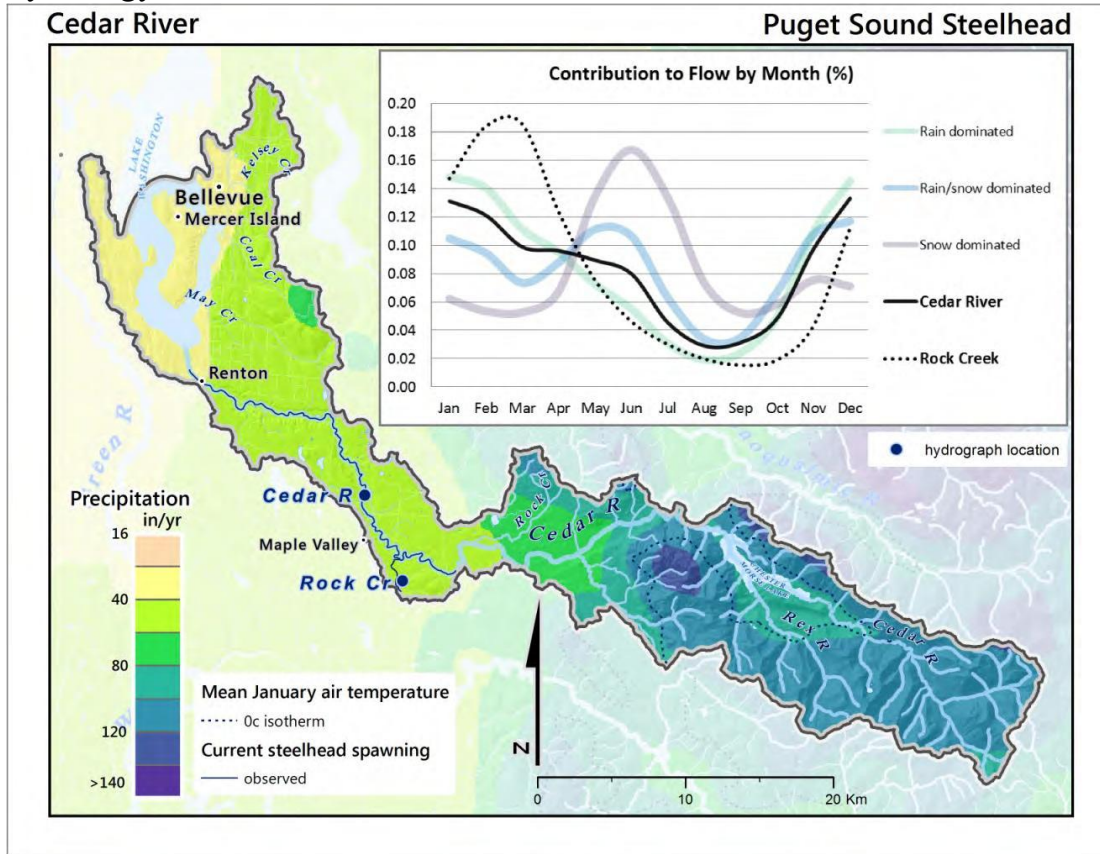 Cedar River
Puget Sound Steelhead
Contribution to Flow by Month (%)
0.20
0.18
0.16
0.14
0.12
0.10
0.08
0.06
0.04
0.02
0.00
Jan Feb Mar Apr May Jun Jul Aug Sep Oct Nov Dec
Rain dominated
Rain/snow dominated
Snow dominated
Cedar River
Rock Creek
hydrograph location
LAKE
WASHINGTON
Kelsey Cr
Bellevue
Mercer Island
Coal Cr
May Cr
Renton
Cedar R
Maple Valley
Rock Cr
Rock Cr
Cedar R
CHESTER
MORSE LAKE
Rex R
Cedar R
Precipitation
in/yr
16
40
80
120
>140
Mean January air temperature
0c isotherm
Current steelhead spawning
observed
N
0 10 20 Km